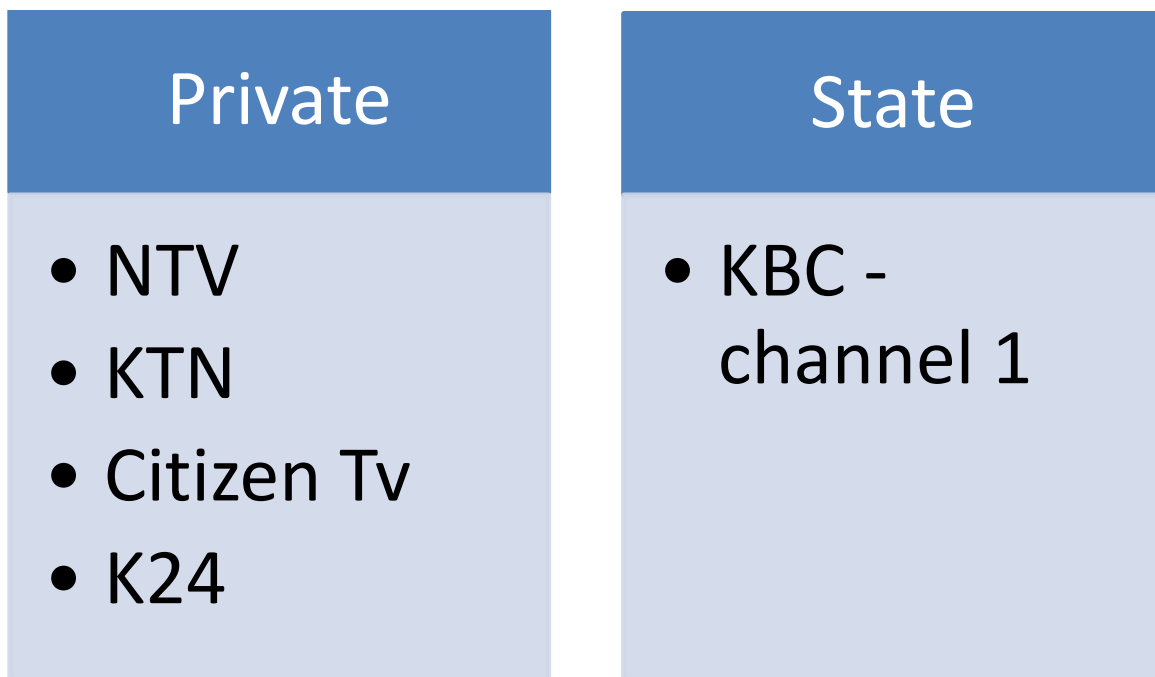 Private
• NTV
• KTN
• Citizen Tv
• K24
State
• KBC -
channel 1